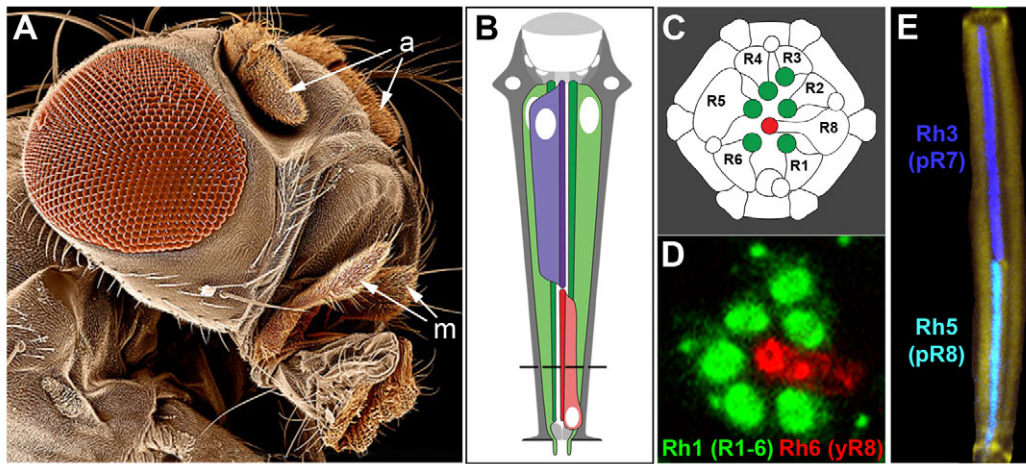 A
a
m
B
C
R4
R3
R5
R2
R8
R6
R1
D
Rh1 (R1-6) Rh6 (yR8)
E
Rh3
(pR7)
Rh5
(pR8)